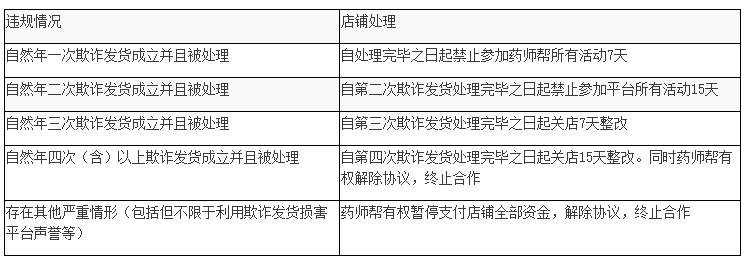 违规情况
店铺处理
自然年一次欺诈发货成立并且被处理
自处理完毕之日起禁止参加药师帮所有活动7天
自然年二次欺诈发货成立并且被处理
自第二次欺诈发货处理完毕之日起禁止参加平台所有活动15天
自然年三次欺诈发货成立并且被处理
自第三次欺诈发货处理完毕之日起关店7天整改
自然年四次（含）以上欺诈发货成立并且被处理
自第四次欺诈发货处理完毕之日起关店15天整改。同时药师帮有
权解除协议，终止合作
存在其他严重情形（包括但不限于利用欺诈发货损害
平台声誉等）
药师帮有权暂停支付店铺全部资金，解除协议，终止合作